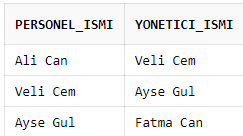 PERSONEL_ISMI YONETICI_ISMI
Ali Can Veli Cem
Veli Cem Ayse Gul
Ayse Gul Fatma Can